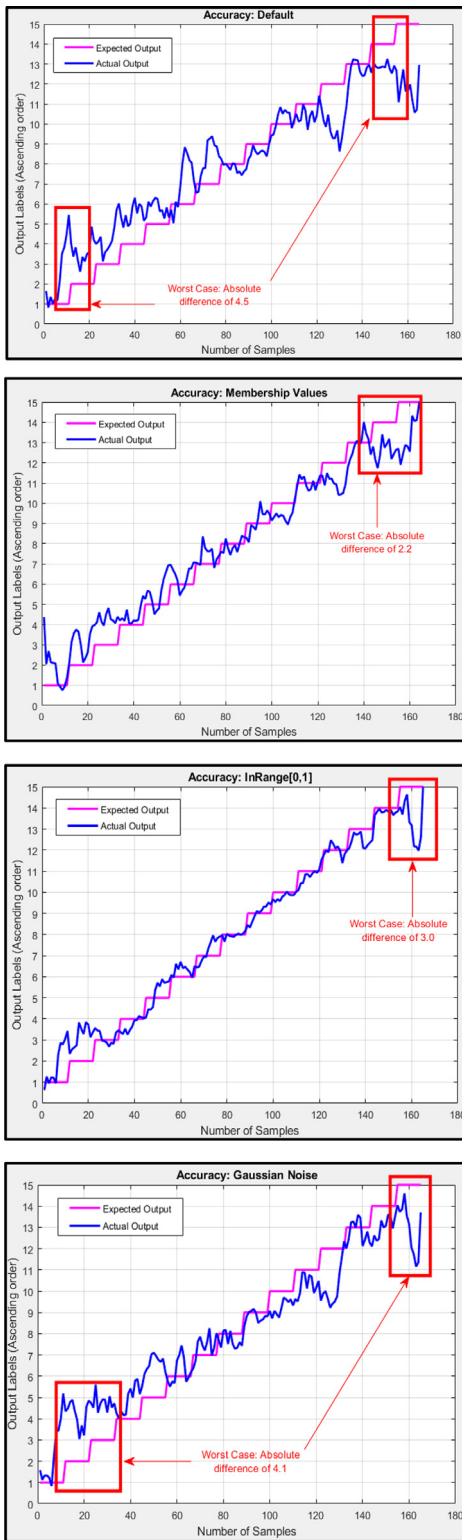 Accuracy: Default
Output Labels (Ascending order)
15
14
13
12
11
10
9
8
7
6
5
4
3
2
1
0
Expected Output
Actual Output
Worst Case: Absolute
difference of 4.5
0 20 40 60 80 100 120 140 160 180
Number of Samples
Accuracy: Membership Values
Output Labels (Ascending order)
15
14
13
12
11
10
9
8
7
6
5
4
3
2
1
0
Expected Output
Actual Output
Worst Case: Absolute
difference of 2.2
0 20 40 60 80 100 120 140 160 180
Number of Samples
Accuracy: InRange[0,1]
Output Labels (Ascending order)
15
14
13
12
11
10
9
8
7
6
5
4
3
2
1
0
Expected Output
Actual Output
Worst Case: Absolute
difference of 3.0
0 20 40 60 80 100 120 140 160 180
Number of Samples
Accuracy: Gaussian Noise
Output Labels (Ascending order)
15
14
13
12
11
10
9
8
7
6
5
4
3
2
1
0
Expected Output
Actual Output
Worst Case: Absolute
difference of 4.1
0 20 40 60 80 100 120 140 160 180
Number of Samples